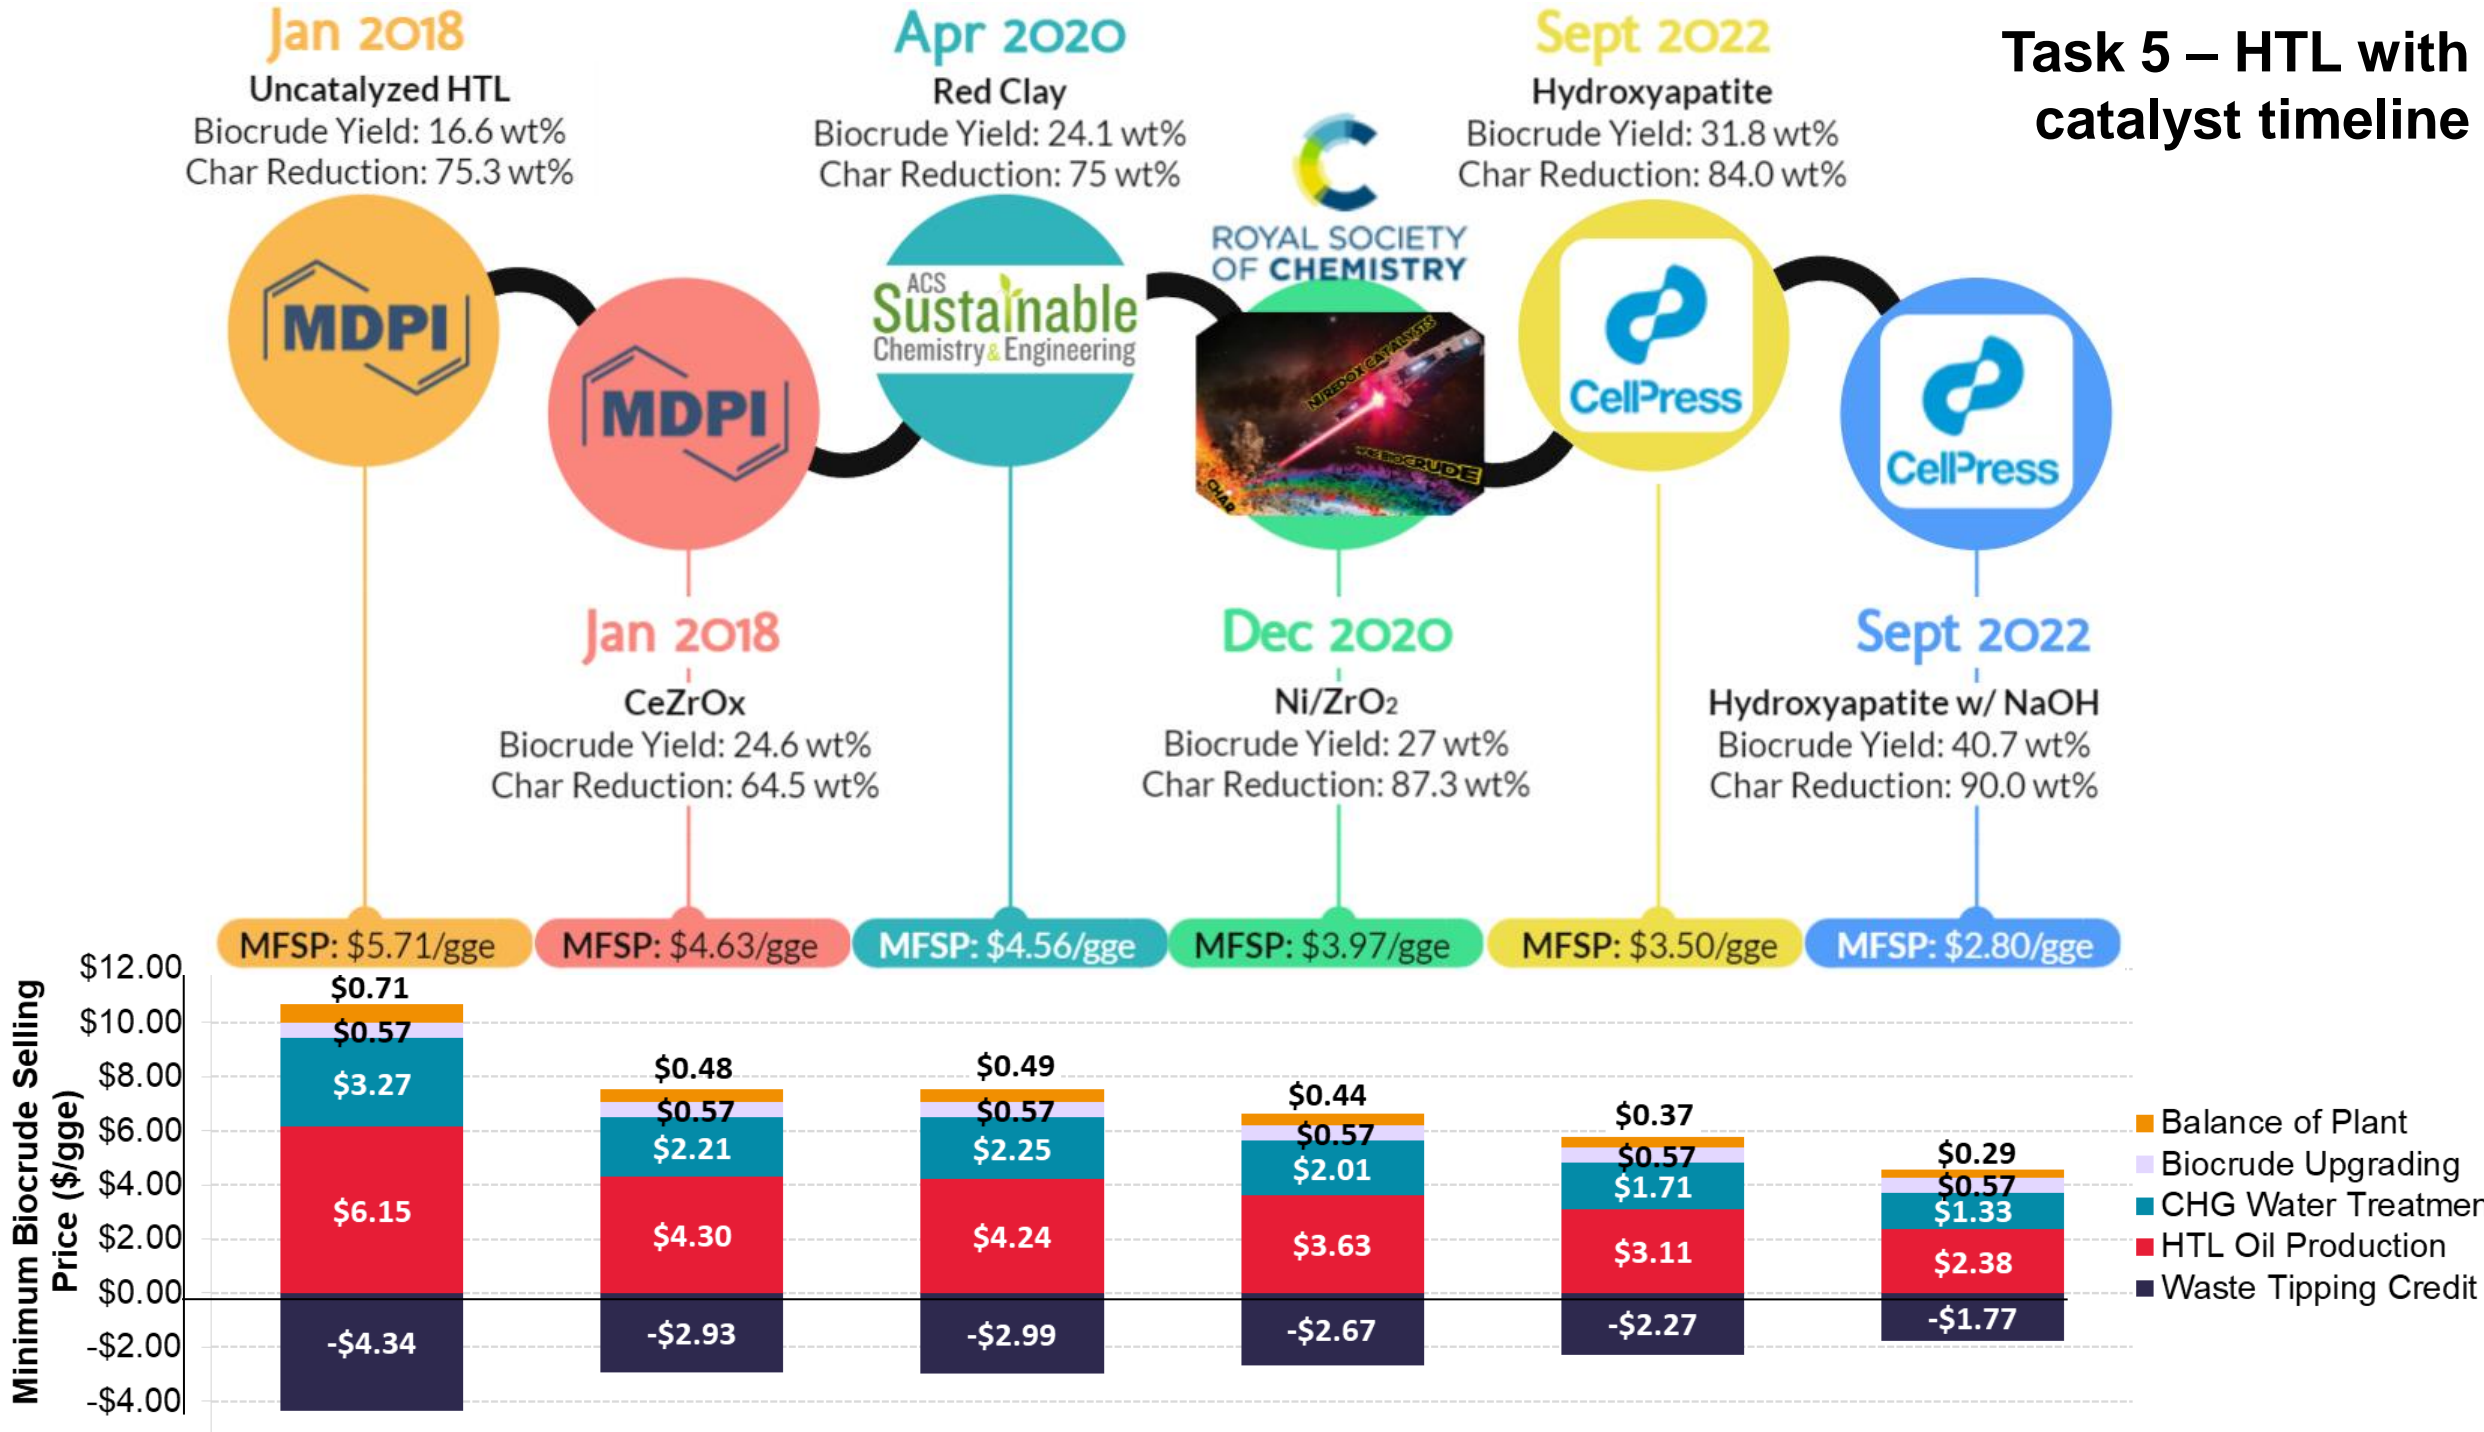 Task 5 – HTL with
catalyst timeline
Jan 2018
Uncatalyzed HTL
Biocrude Yield: 16.6 wt%
Char Reduction: 75.3 wt%
MDPI
Jan 2018
CeZrOx
Biocrude Yield: 24.6 wt%
Char Reduction: 64.5 wt%
MDPI
Apr 2020
Red Clay
Biocrude Yield: 24.1 wt%
Char Reduction: 75 wt%
ACS
Sustainable
Chemistry & Engineering
ROYAL SOCIETY
OF CHEMISTRY
NI/REDOX CATALYSTS
BIOCRUDE
CHAR
Dec 2020
Ni/ZrO2
Biocrude Yield: 27 wt%
Char Reduction: 87.3 wt%
Sept 2022
Hydroxyapatite
Biocrude Yield: 31.8 wt%
Char Reduction: 84.0 wt%
CellPress
CellPress
Sept 2022
Hydroxyapatite w/ NaOH
Biocrude Yield: 40.7 wt%
Char Reduction: 90.0 wt%
MFSP: $5.71/gge
MFSP: $4.63/gge
MFSP: $4.56/gge
MFSP: $3.97/gge
MFSP: $3.50/gge
MFSP: $2.80/gge
Minimum Biocrude Selling
Price ($/gge)
$12.00
$10.00
$8.00
$6.00
$4.00
$2.00
$0.00
-$2.00
-$4.00
$0.71
$0.57
$3.27
$6.15
-$4.34
$0.48
$0.57
$2.21
$4.30
-$2.93
$0.49
$0.57
$2.25
$4.24
-$2.99
$0.44
$0.57
$2.01
$3.63
-$2.67
$0.37
$0.57
$1.71
$3.11
-$2.27
$0.29
$0.57
$1.33
$2.38
-$1.77
Balance of Plant
Biocrude Upgrading
CHG Water Treatmen
HTL Oil Production
Waste Tipping Credit